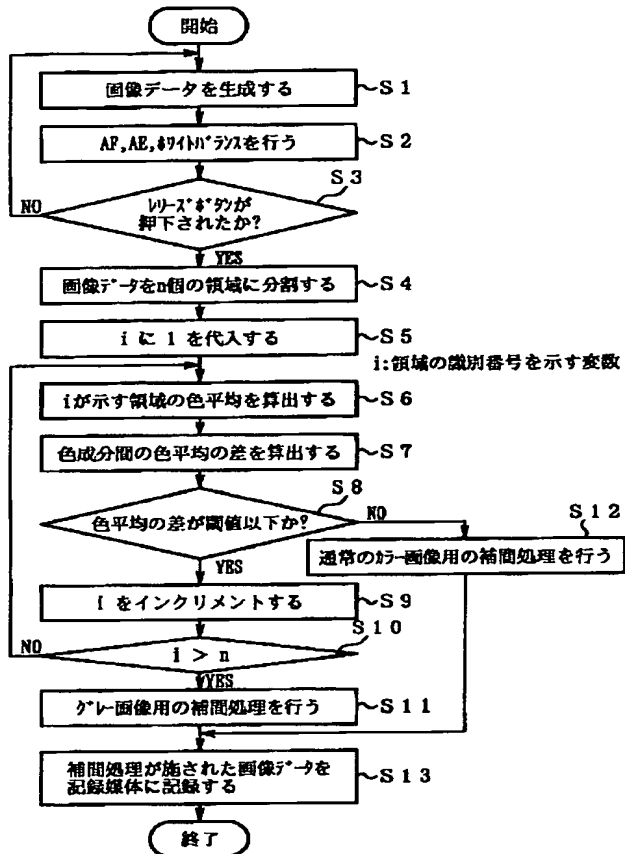 開始
画像データを生成する
S1
AF,AE,ホワイトバランスを行う
S2
S3
レリーズボタンが
押下されたか?
NO
YES
画像データをn個の領域に分割する
S4
i に 1 を代入する
S5
i:領域の識別番号を示す変数
iが示す領域の色平均を算出する
S6
色成分間の色平均の差を算出する
S7
S8
色平均の差が閾値以下か?
NO
YES
S12
通常のカラー画像用の補間処理を行う
i をインクリメントする
S9
S10
i > n
NO
YES
グレー画像用の補間処理を行う
S11
補間処理が施された画像データを
記録媒体に記録する
S13
終了